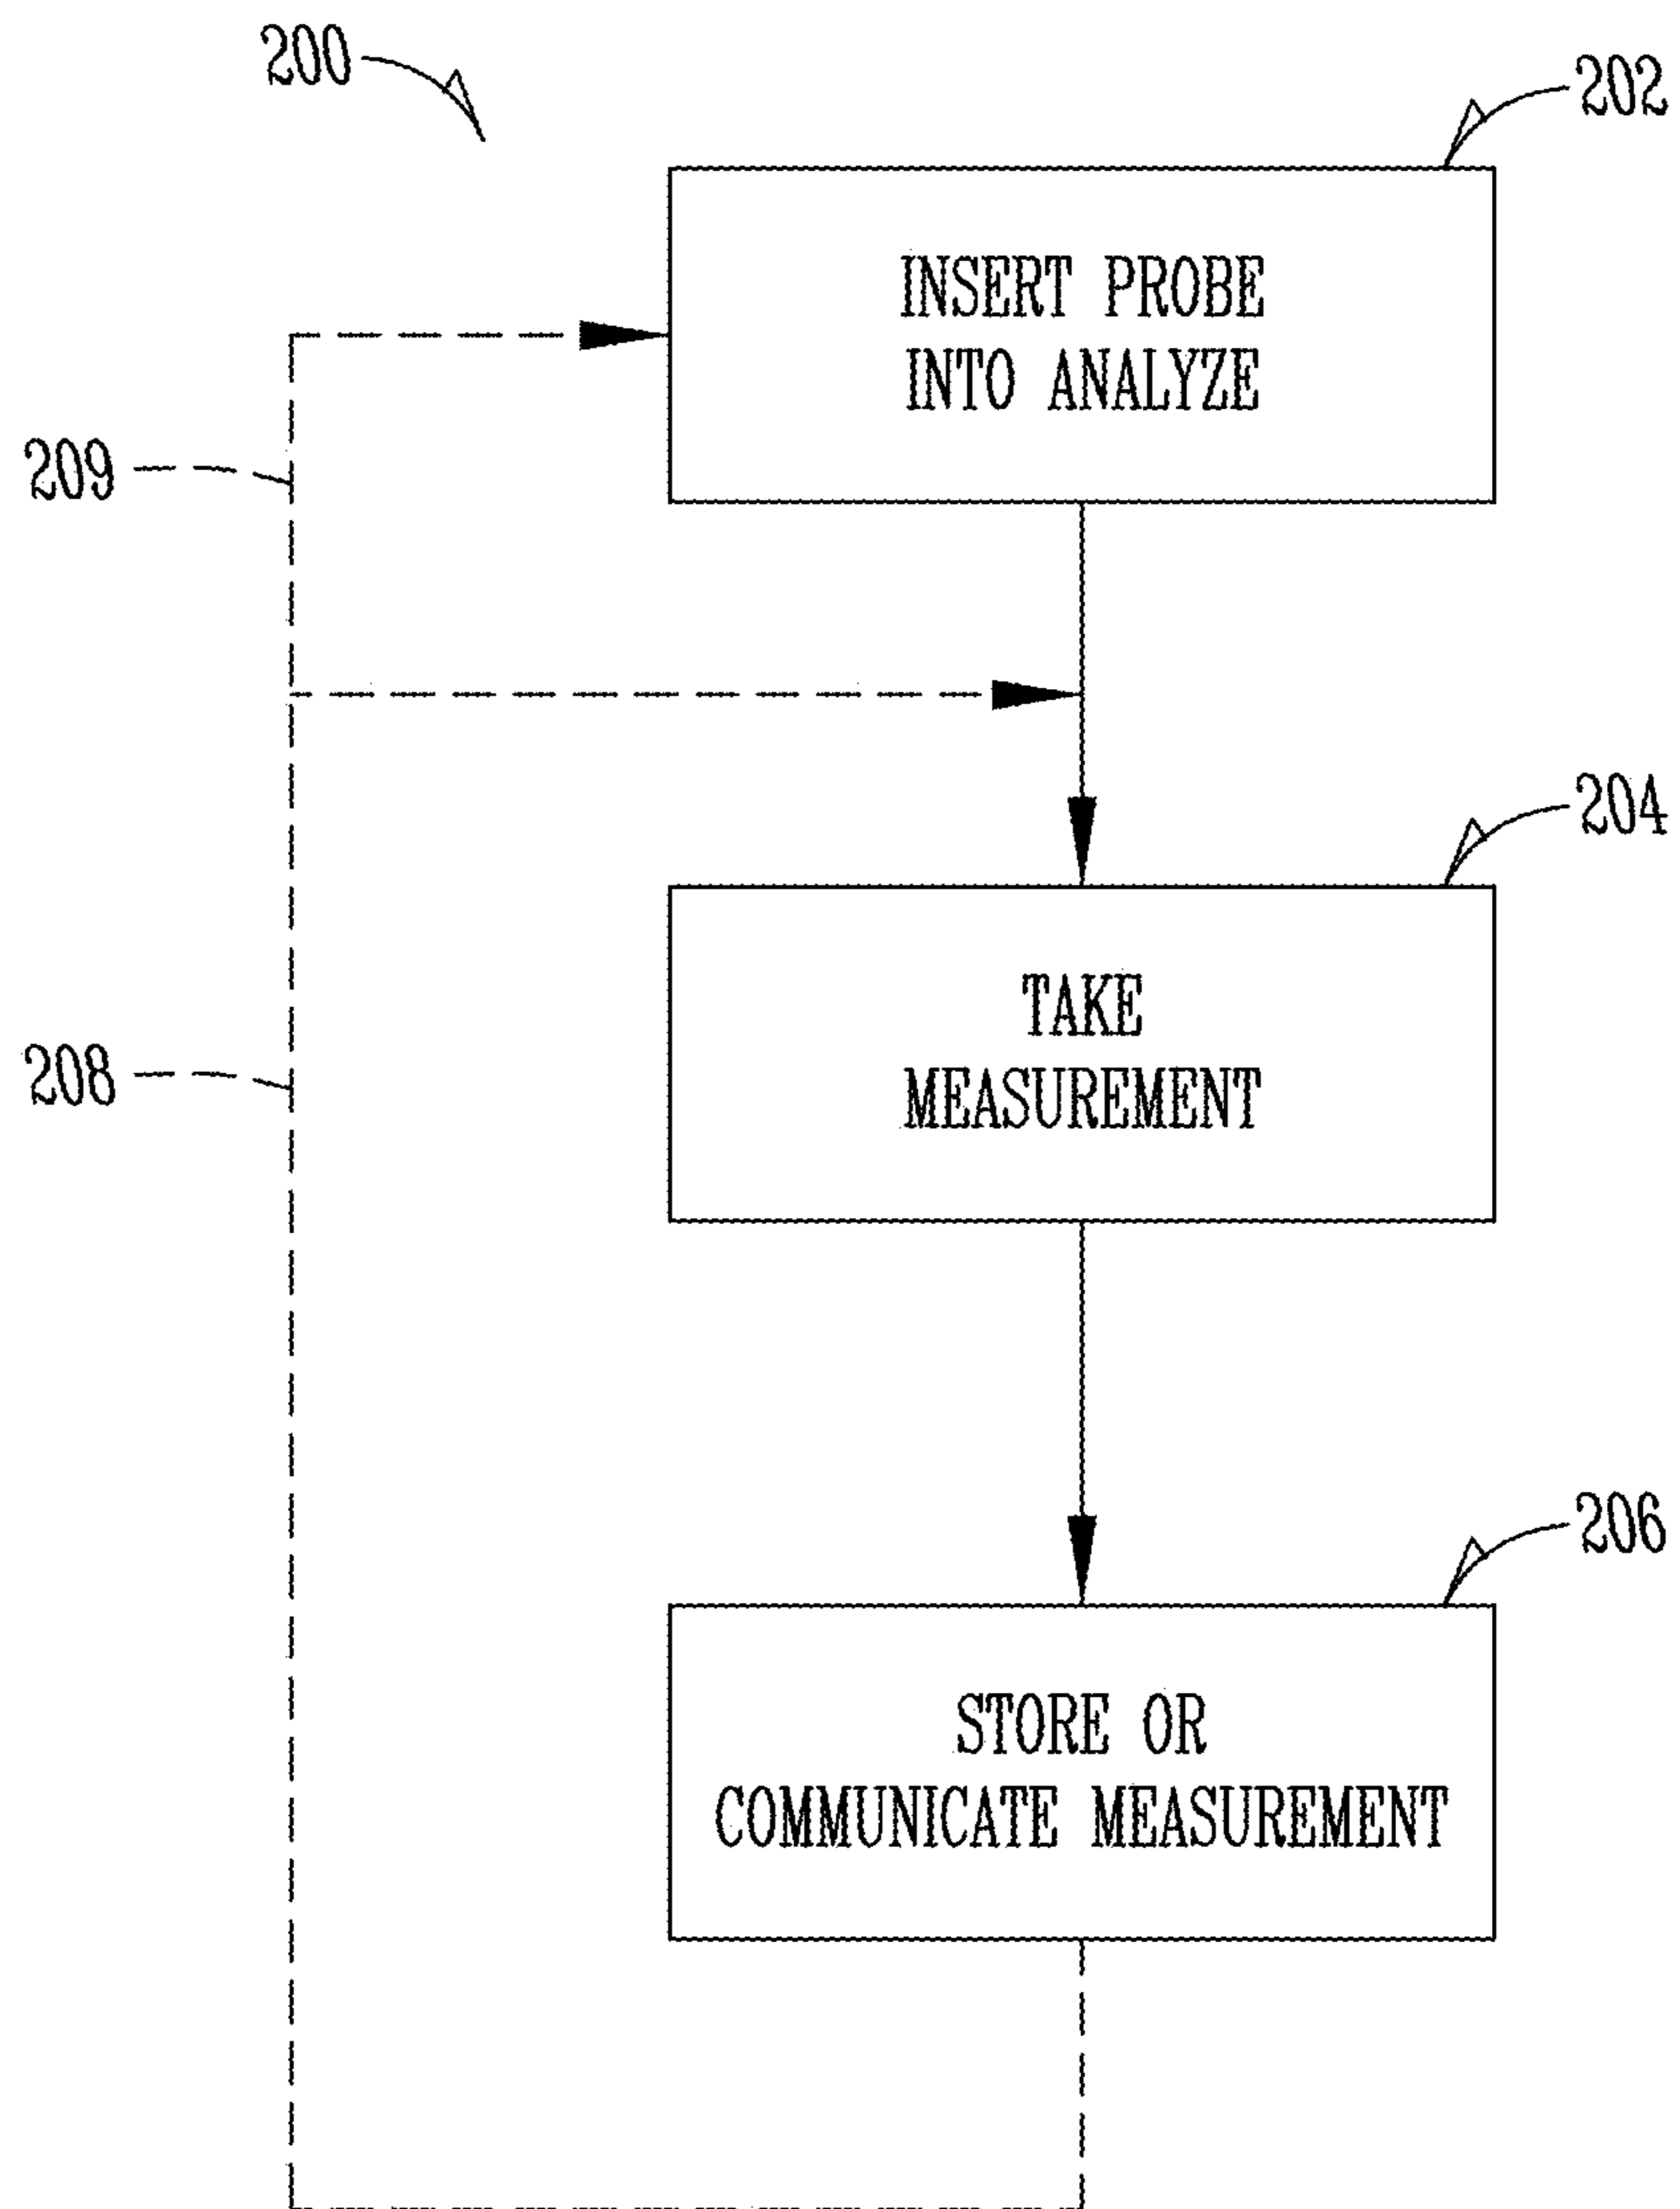 200
202
INSERT PROBE
INTO ANALYZE
209
204
TAKE
MEASUREMENT
208
206
STORE OR
COMMUNICATE MEASUREMENT